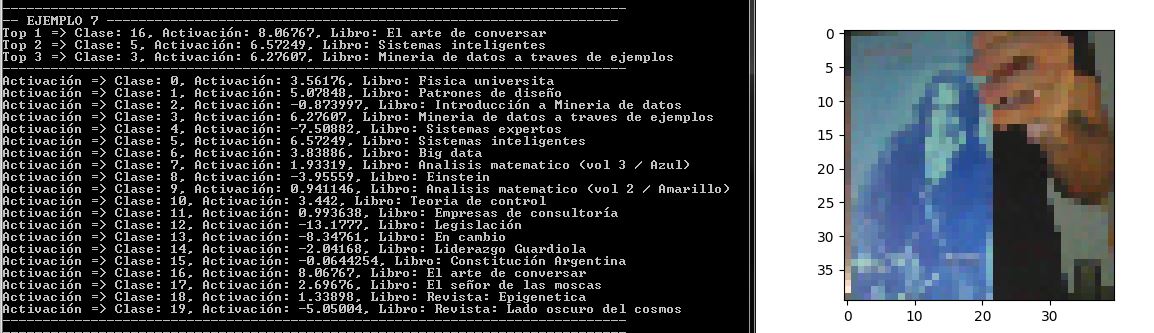 -- EJEMPLO 7
Top 1 => Clase: 16, Activación: 8.06767, Libro: El arte de conversar
Top 2 => Clase: 5, Activación: 6.57249, Libro: Sistemas inteligentes
Top 3 => Clase: 3, Activación: 6.27607, Libro: Mineria de datos a traves de ejemplos
Activación => Clase: 0, Activación: 3.56176, Libro: Fisica universita
Activación => Clase: 1, Activación: 5.07848, Libro: Patrones de diseño
Activación => Clase: 2, Activación: -0.873997, Libro: Introducción a Mineria de datos
Activación => Clase: 3, Activación: 6.27607, Libro: Mineria de datos a traves de ejemplos
Activación => Clase: 4, Activación: -7.50882, Libro: Sistemas expertos
Activación => Clase: 5, Activación: 6.57249, Libro: Sistemas inteligentes
Activación => Clase: 6, Activación: 3.83886, Libro: Big data
Activación => Clase: 7, Activación: 1.93319, Libro: Analisis matematico (vol 3 / Azul)
Activación => Clase: 8, Activación: -3.95559, Libro: Einstein
Activación => Clase: 9, Activación: 0.941146, Libro: Analisis matematico (vol 2 / Amarillo)
Activación => Clase: 10, Activación: 3.442, Libro: Teoria de control
Activación => Clase: 11, Activación: 0.993638, Libro: Empresas de consultoría
Activación => Clase: 12, Activación: -13.1777, Libro: Legislación
Activación => Clase: 13, Activación: -8.34761, Libro: En cambio
Activación => Clase: 14, Activación: -2.04168, Libro: Liderazgo Guardiola
Activación => Clase: 15, Activación: -0.0644254, Libro: Constitución Argentina
Activación => Clase: 16, Activación: 8.06767, Libro: El arte de conversar
Activación => Clase: 17, Activación: 2.69676, Libro: El señor de las moscas
Activación => Clase: 18, Activación: 1.33898, Libro: Revista: Epigenetica
Activación => Clase: 19, Activación: -5.05004, Libro: Revista: Lado oscuro del cosmos
0
5
10
15
20
25
30
35
0 10 20 30